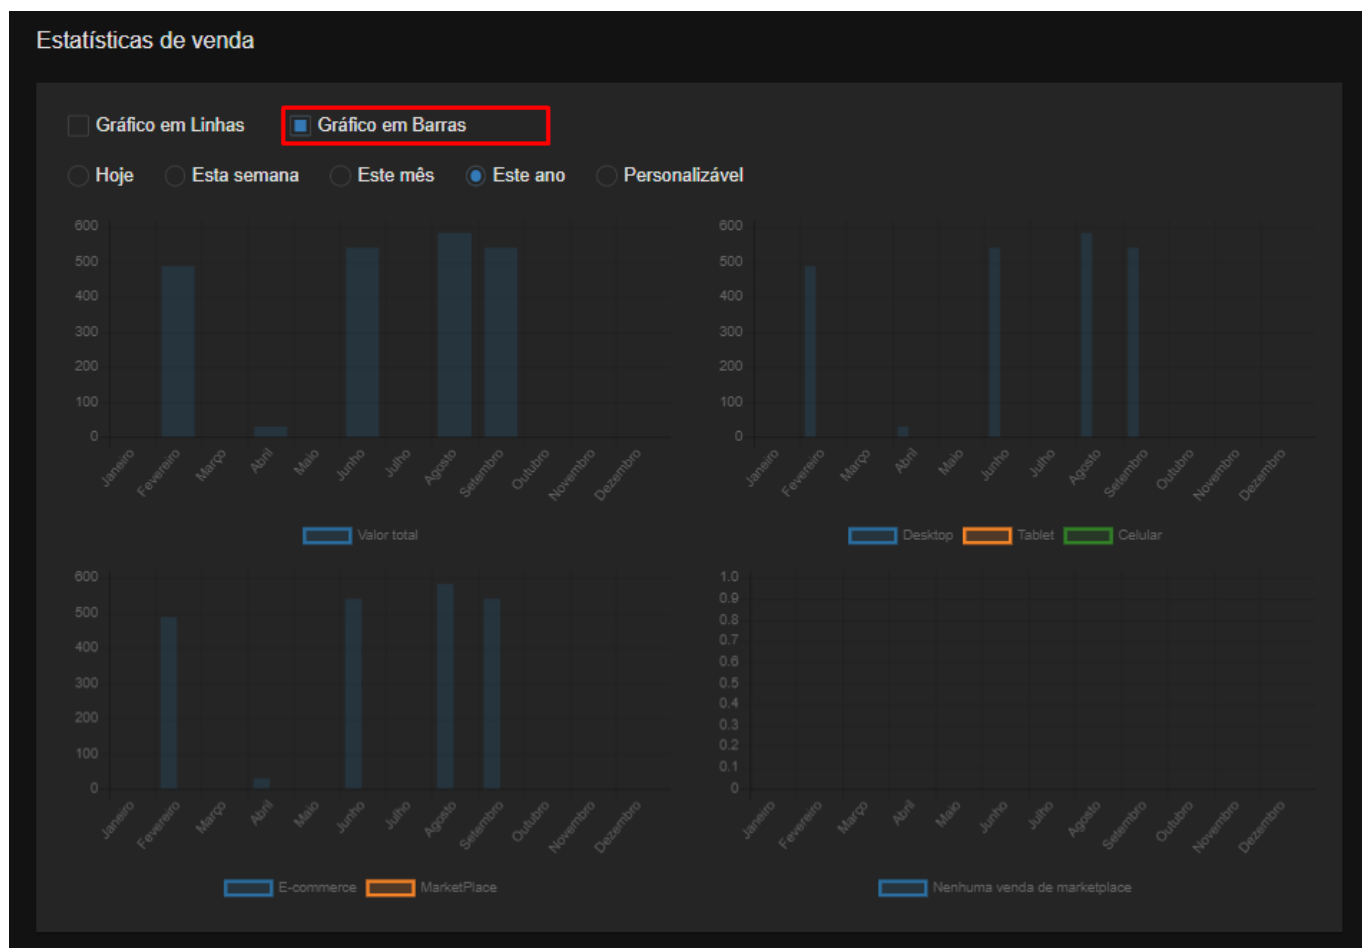 Estatísticas de venda
Gráfico em Linhas Gráfico em Barras
Hoje Esta semana Este mês Este ano Personalizável
600
500
400
300
200
100
0
Janeiro Fevereiro Março Abril Maio Junho Julho Agosto Setembro Outubro Novembro Dezembro
Valor total
600
500
400
300
200
100
0
Janeiro Fevereiro Março Abril Maio Junho Julho Agosto Setembro Outubro Novembro Dezembro
Desktop Tablet Celular
600
500
400
300
200
100
0
Janeiro Fevereiro Março Abril Maio Junho Julho Agosto Setembro Outubro Novembro Dezembro
E-commerce MarketPlace
1.0
0.9
0.8
0.7
0.6
0.5
0.4
0.3
0.2
0.1
0
Janeiro Fevereiro Março Abril Maio Junho Julho Agosto Setembro Outubro Novembro Dezembro
Nenhuma venda de marketplace